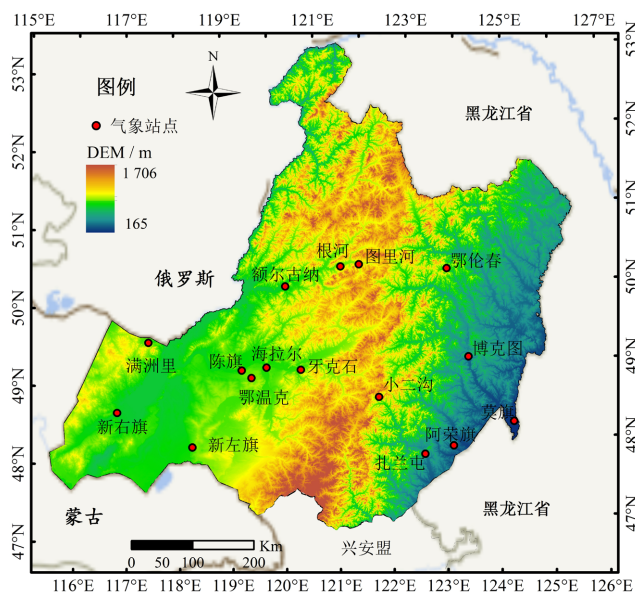 115°E 119°E 121°E 123°E 125°E 127°E
53°N
52°N
51°N
50°N
49°N
48°N
47°N
53°N
52°N
51°N
50°N
49°N
48°N
47°N
N
图例
气象站点
DEM / m
1 706
165
黑龙江省
俄罗斯
根河
图里河
鄂伦春
额尔古纳
满洲里
陈旗
海拉尔
牙克石
博克图
鄂温克
小二沟
新右旗
莫旗
新左旗
阿荣旗
扎兰屯
蒙古
黑龙江省
兴安盟
Km
0 50 100 200
116°E 117°E 118°E 119°E 120°E 121°E 122°E 123°E 124°E 125°E 126°E